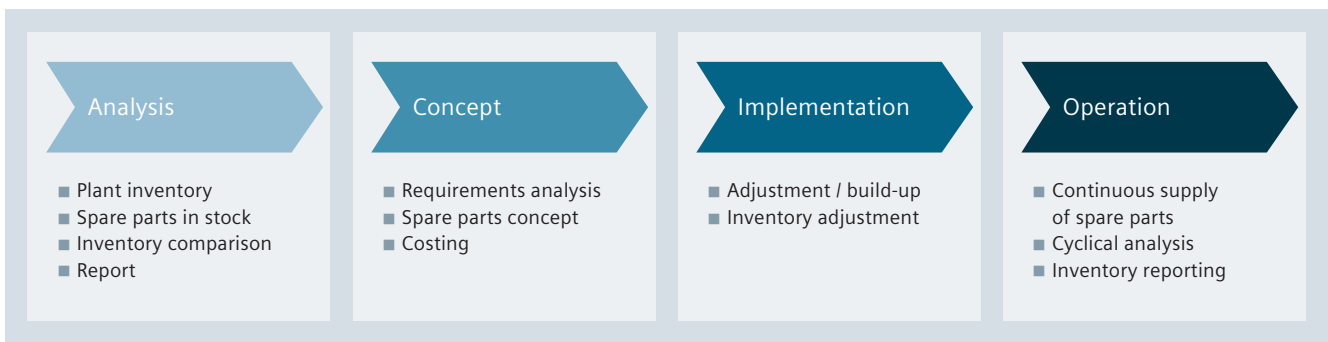 Analysis
Plant inventory
Spare parts in stock
Inventory comparison
Report
Concept
Requirements analysis
Spare parts concept
Costing
Implementation
Adjustment / build-up
Inventory adjustment
Operation
Continuous supply
of spare parts
Cyclical analysis
Inventory reporting